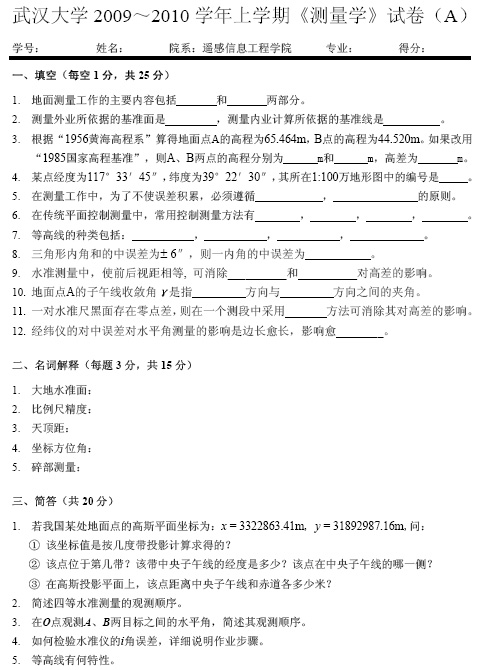 武汉大学 2009～2010 学年上学期《测量学》试卷（A）
学号： 姓名： 院系：遥感信息工程学院 专业： 得分：
一、填空（每空 1 分，共 25 分）
1. 地面测量工作的主要内容包括_______和_______两部分。
2. 测量外业所依据的基准面是_________，测量内业计算所依据的基准线是__________。
3. 根据“1956黄海高程系”算得地面点A的高程为65.464m，B点的高程为44.520m。如果改用
“1985国家高程基准”，则A、B两点的高程分别为______m和______m，高差为_______m。
4. 某点经度为117°33′45″，纬度为39°22′30″，其所在1:100万地形图中的编号是_____。
5. 在测量工作中，为了不使误差积累，必须遵循____________，_______________的原则。
6. 在传统平面控制测量中，常用控制测量方法有________，________，________，________。
7. 等高线的种类包括：___________，___________，___________，_____________。
8. 三角形内角和的中误差为± 6″，则一内角的中误差为____________。
9. 水准测量中，使前后视距相等，可消除__________和__________对高差的影响。
10. 地面点A的子午线收敛角 γ 是指_________方向与_________方向之间的夹角。
11. 一对水准尺黑面存在零点差，则在一个测段中采用_______方法可消除其对高差的影响。
12. 经纬仪的对中误差对水平角测量的影响是边长愈长，影响愈________。
二、名词解释（每题 3 分，共 15 分）
1. 大地水准面：
2. 比例尺精度：
3. 天顶距：
4. 坐标方位角：
5. 碎部测量：
三、简答（共 20 分）
1. 若我国某处地面点的高斯平面坐标为：x = 3322863.41m，y = 31892987.16m，问：
① 该坐标值是按几度带投影计算求得的？
② 该点位于第几带？该带中央子午线的经度是多少？该点在中央子午线的哪一侧？
③ 在高斯投影平面上，该点距离中央子午线和赤道各多少米？
2. 简述四等水准测量的观测顺序。
3. 在O点观测A、B两目标之间的水平角，简述其观测顺序。
4. 如何检验水准仪的i角误差，详细说明作业步骤。
5. 等高线有何特性。